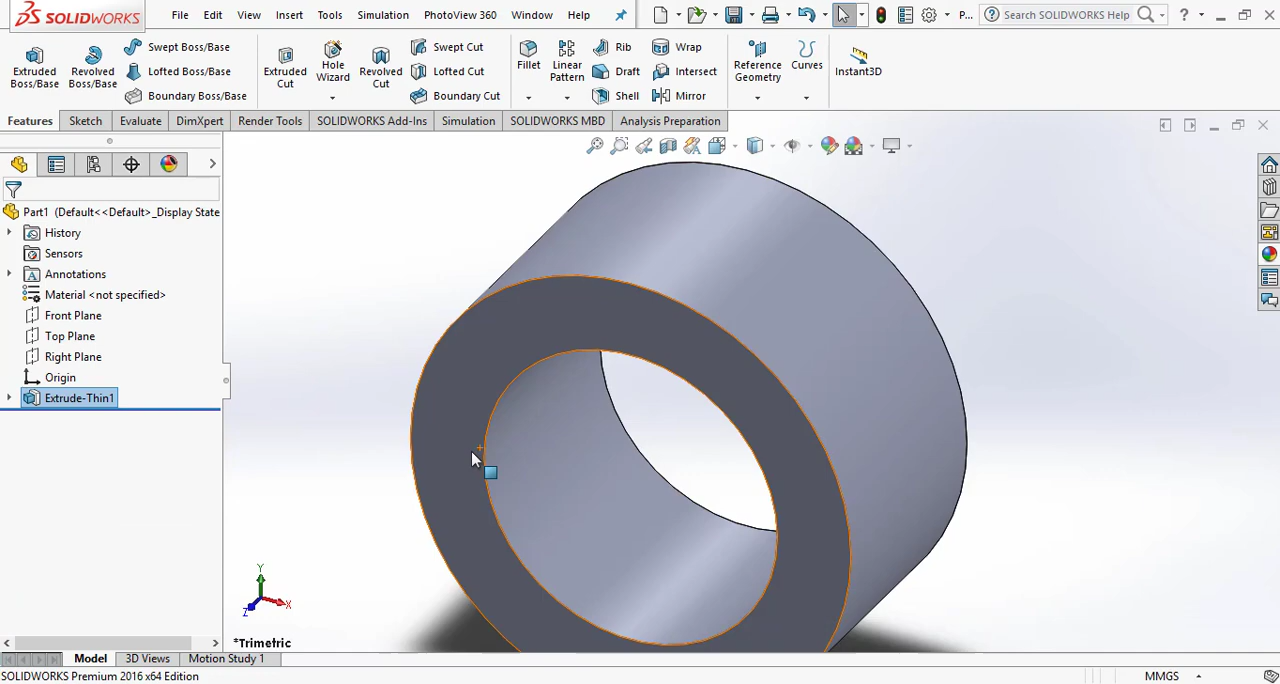 SOLIDWORKS File Edit View Insert Tools Simulation PhotoView 360 Window Help P... Search SOLIDWORKS Help ?
Extruded Boss/Base
Revolved Boss/Base
Swept Boss/Base
Lofted Boss/Base
Boundary Boss/Base
Extruded Cut
Hole Wizard
Revolved Cut
Swept Cut
Lofted Cut
Boundary Cut
Fillet
Linear Pattern
Rib
Draft
Shell
Wrap
Intersect
Mirror
Reference Geometry
Curves
Instant3D
Features Sketch Evaluate DimXpert Render Tools SOLIDWORKS Add-Ins Simulation SOLIDWORKS MBD Analysis Preparation
Part1 (Default<<Default>_Display State
History
Sensors
A Annotations
Material <not specified>
Front Plane
Top Plane
Right Plane
Origin
Extrude-Thin1
Y
X
Z
*Trimetric
Model 3D Views Motion Study 1
SOLIDWORKS Premium 2016 x64 Edition MMGS